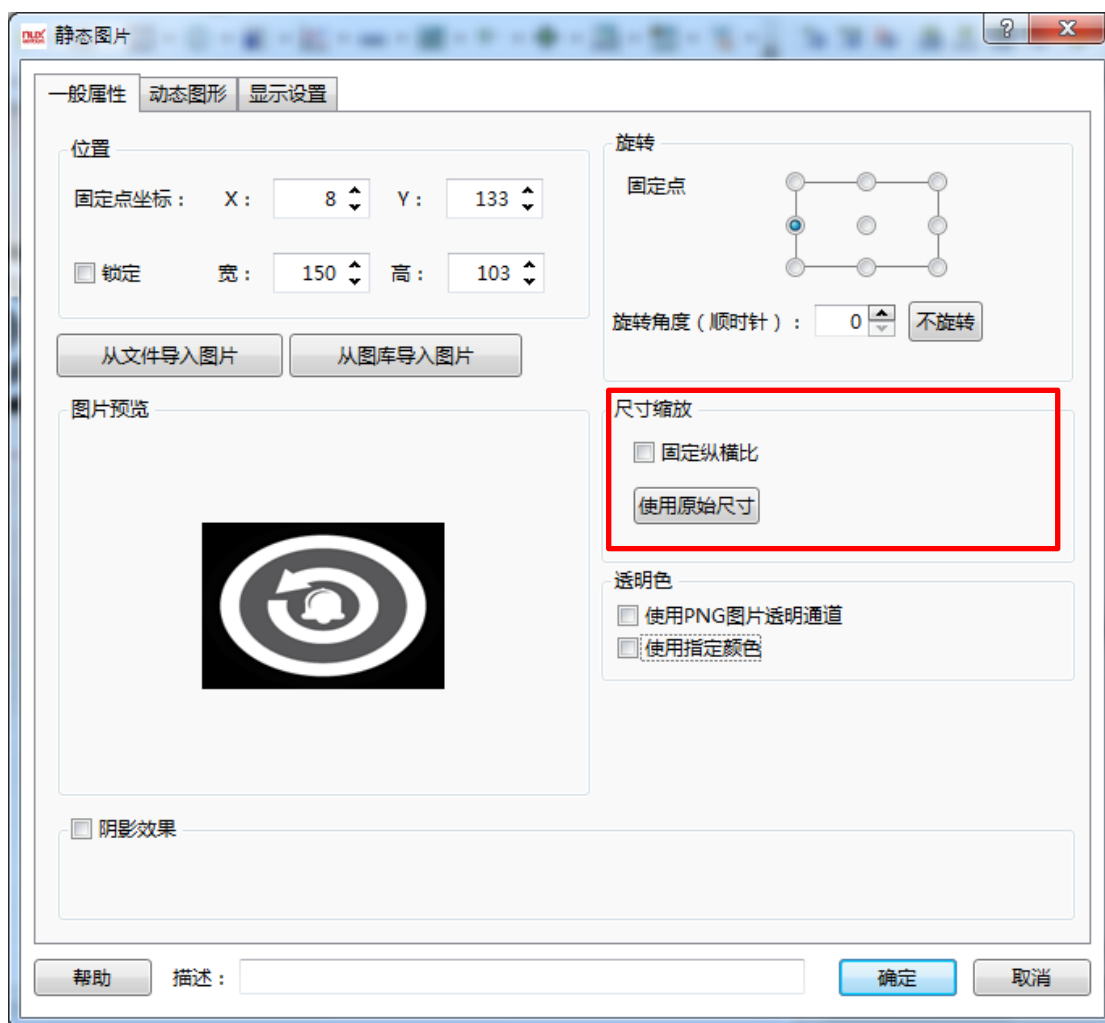 静态图片
?
X
一般属性 动态图形 显示设置
位置
固定点坐标： X： 8 Y： 133
锁定 宽： 150 高： 103
从文件导入图片 从图库导入图片
旋转
固定点
旋转角度（顺时针）： 0 不旋转
图片预览
尺寸缩放
固定纵横比
使用原始尺寸
透明色
使用PNG图片透明通道
使用指定颜色
阴影效果
帮助 描述： 确定 取消